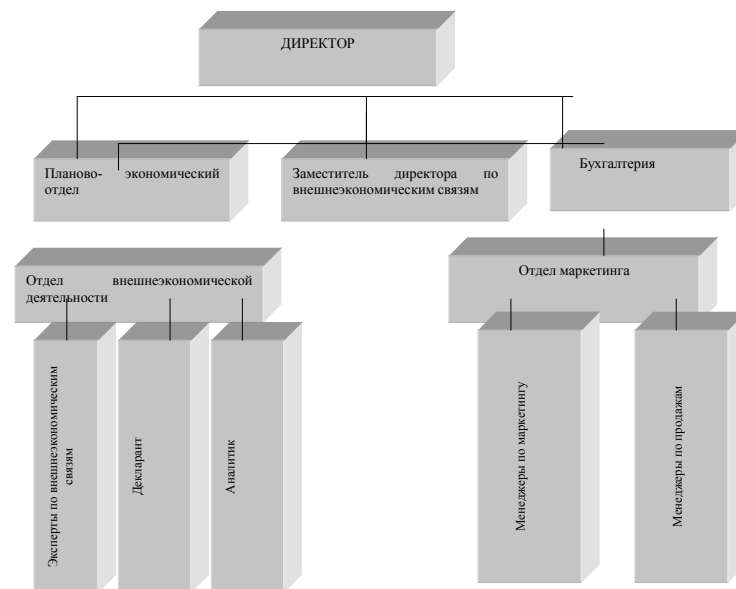 ДИРЕКТОР
Планово- экономический
отдел
Заместитель директора по
внешнеэкономическим связям
Бухгалтерия
Отдел внешнеэкономической
деятельности
Отдел маркетинга
Эксперты по внешнеэкономическим
связям
Декларант
Аналитик
Менеджеры по маркетингу
Менеджеры по продажам